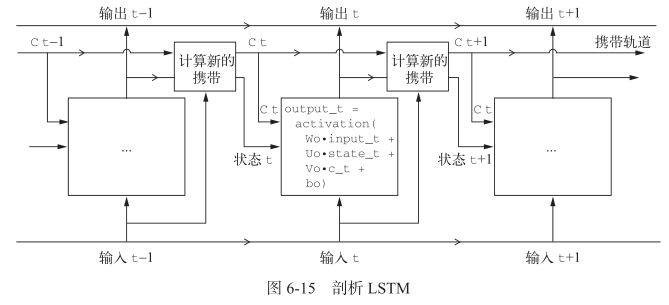 输出 t-1
输出 t
输出 t+1
C t-1
计算新的
携带
C t
计算新的
携带
C t+1
携带轨道
...
C t
output_t =
activation(
Wo•input_t +
Uo•state_t +
Vo•c_t +
bo)
C t
...
状态 t
状态 t+1
输入 t-1
输入 t
输入 t+1
图 6-15 剖析 LSTM